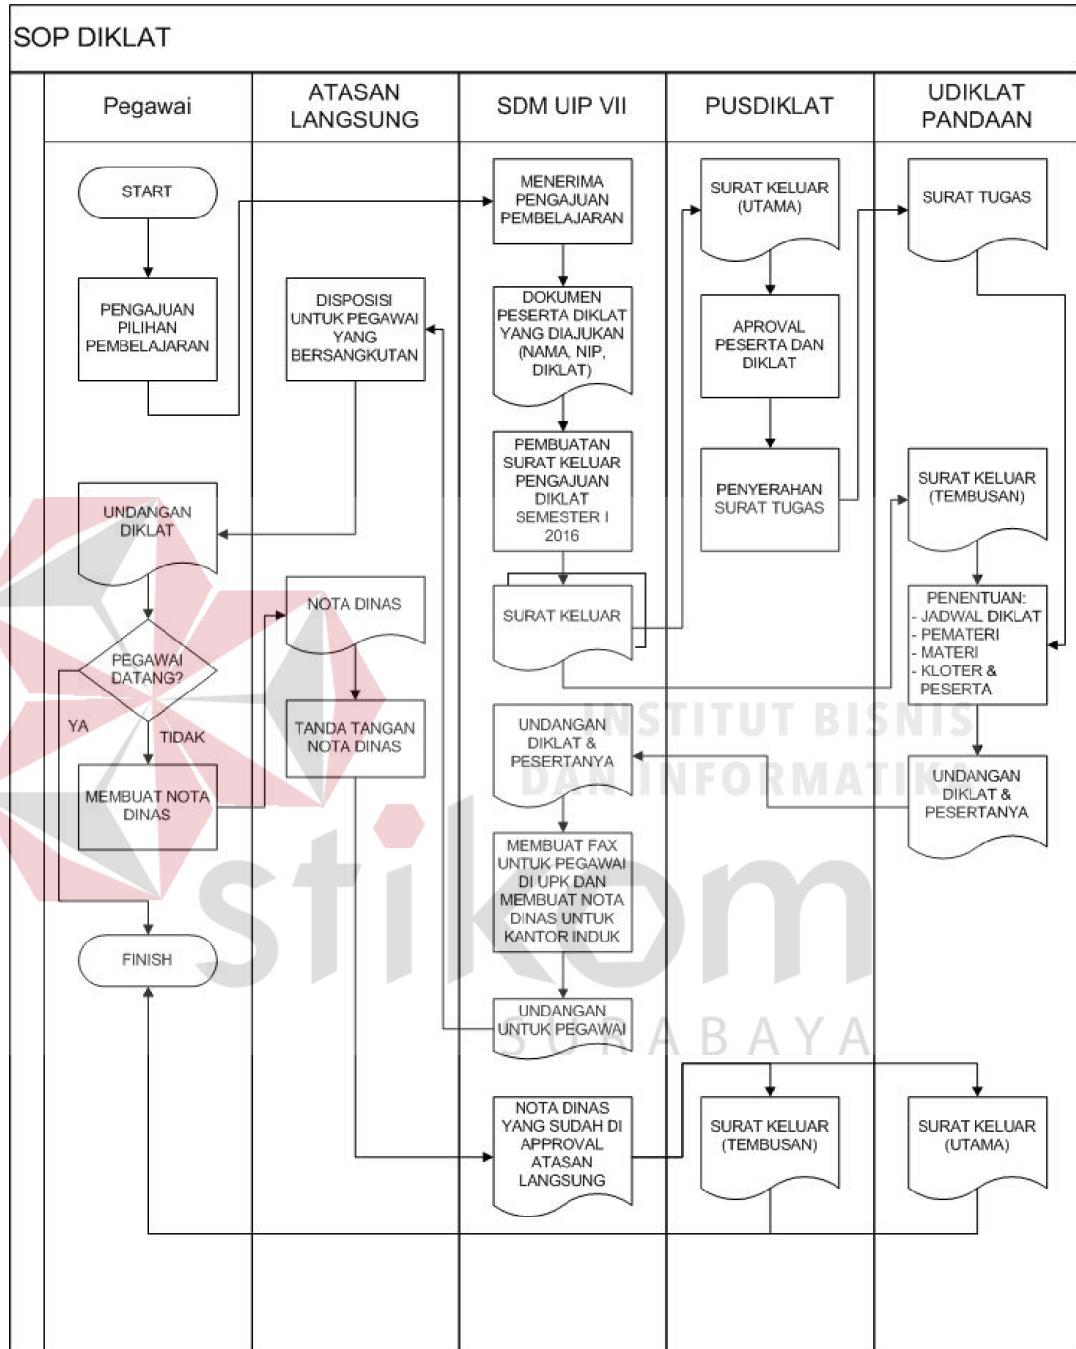 SOP DIKLAT
Pegawai
ATASAN
LANGSUNG
SDM UIP VII
PUSDIKLAT
UDIKLAT
PANDAAN
START
PENGAJUAN
PILIHAN
PEMBELAJARAN
UNDANGAN
DIKLAT
PEGAWAI
DATANG?
YA
TIDAK
MEMBUAT NOTA
DINAS
FINISH
DISPOSISI
UNTUK PEGAWAI
YANG
BERSANGKUTAN
NOTA DINAS
TANDA TANGAN
NOTA DINAS
MENERIMA
PENGAJUAN
PEMBELAJARAN
DOKUMEN
PESERTA DIKLAT
YANG DIAJUKAN
(NAMA, NIP,
DIKLAT)
PEMBUATAN
SURAT KELUAR
PENGAJUAN
DIKLAT
SEMESTER I
2016
SURAT KELUAR
UNDANGAN
DIKLAT &
PESERTANYA
MEMBUAT FAX
UNTUK PEGAWAI
DI UPK DAN
MEMBUAT NOTA
DINAS UNTUK
KANTOR INDUK
UNDANGAN
UNTUK PEGAWAI
NOTA DINAS
YANG SUDAH DI
APPROVAL
ATASAN
LANGSUNG
SURAT KELUAR
(UTAMA)
APROVAL
PESERTA DAN
DIKLAT
PENYERAHAN
SURAT TUGAS
SURAT KELUAR
(TEMBUSAN)
SURAT TUGAS
SURAT KELUAR
(TEMBUSAN)
PENENTUAN:
- JADWAL DIKLAT
- PEMATERI
- MATERI
- KLOTER &
PESERTA
UNDANGAN
DIKLAT &
PESERTANYA
SURAT KELUAR
(UTAMA)
INSTITUT BISNIS
DAN INFORMATIKA
stikom
SURABAYA